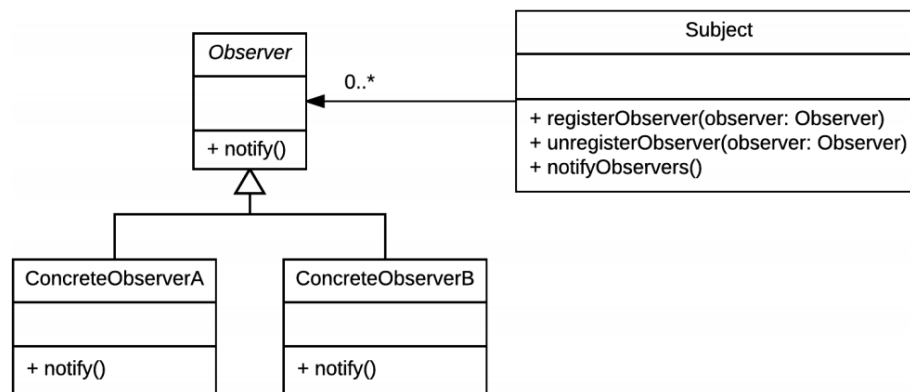 Observer
+ notify()
0..*
Subject
+ registerObserver(observer: Observer)
+ unregisterObserver(observer: Observer)
+ notifyObservers()
ConcreteObserverA
+ notify()
ConcreteObserverB
+ notify()